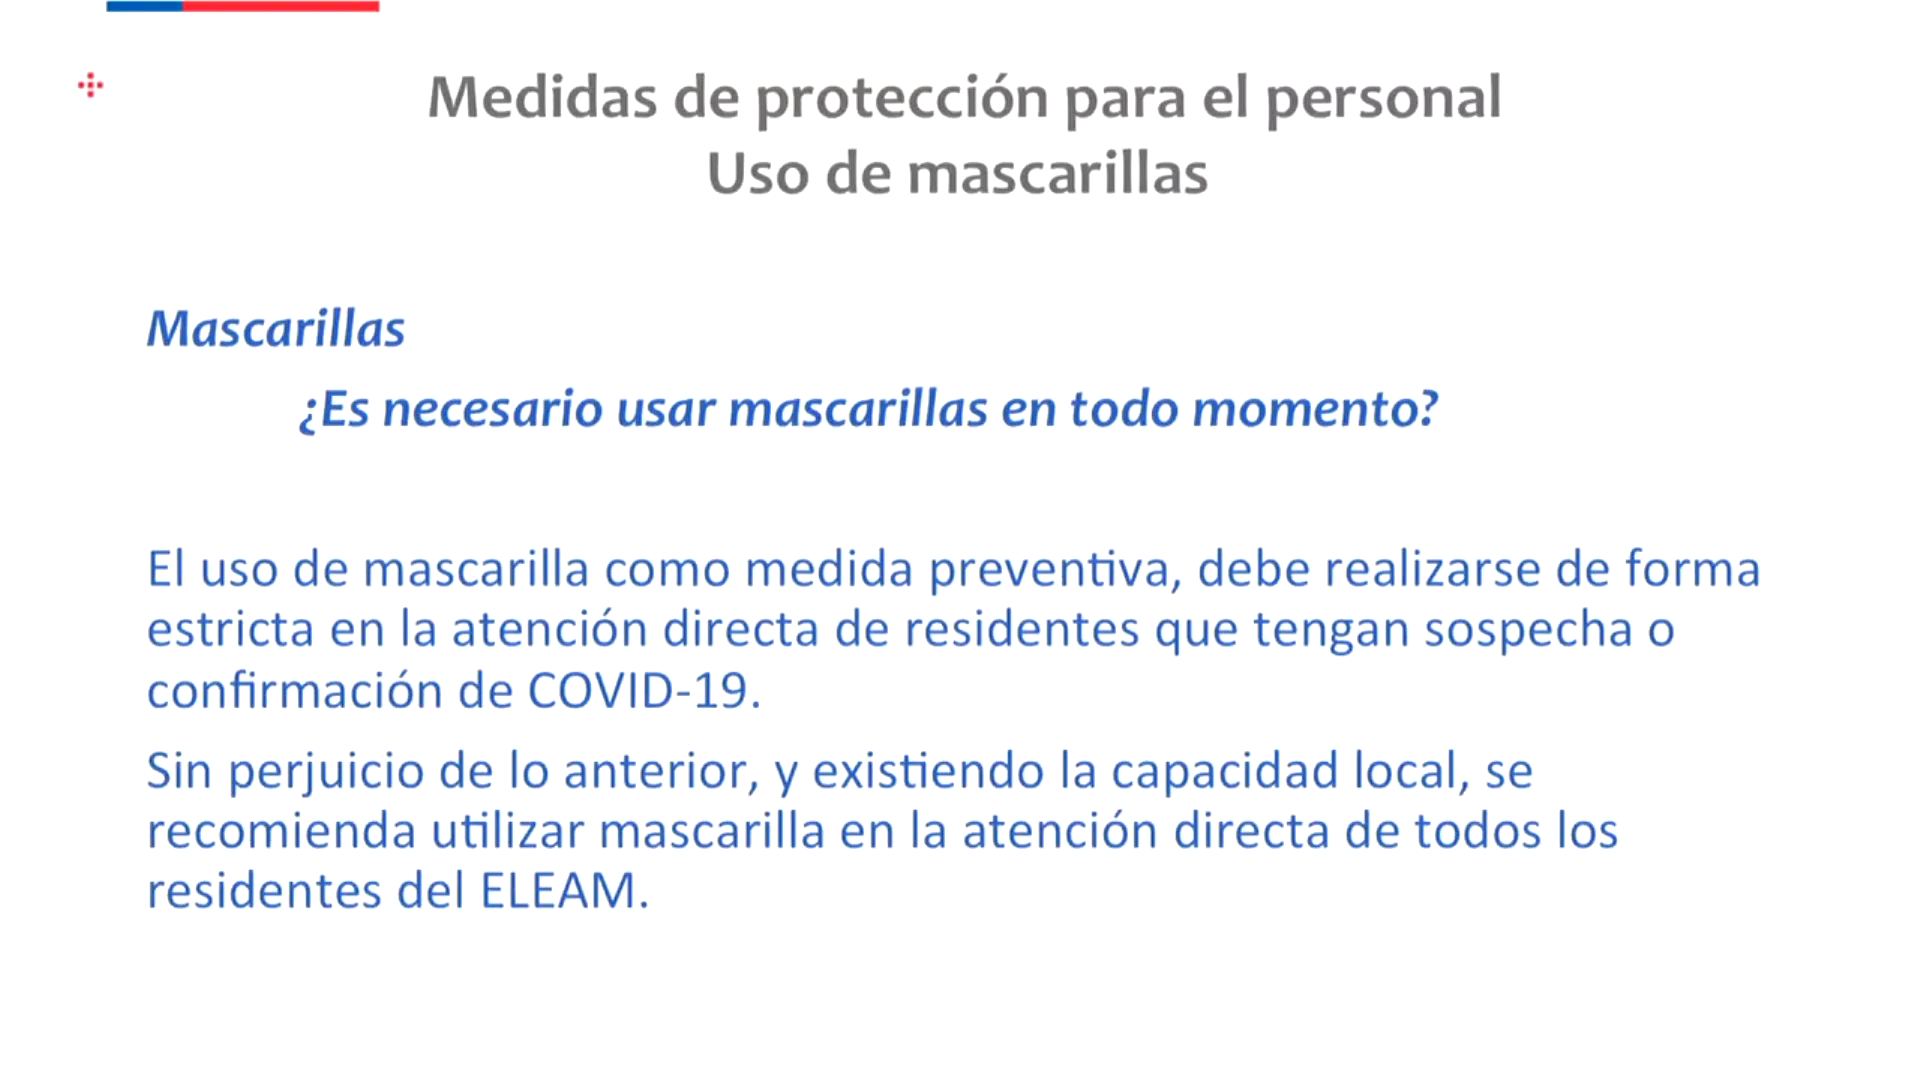 Medidas de protección para el personal
Uso de mascarillas
Mascarillas
¿Es necesario usar mascarillas en todo momento?
El uso de mascarilla como medida preventiva, debe realizarse de forma
estricta en la atención directa de residentes que tengan sospecha o
confirmación de COVID-19.
Sin perjuicio de lo anterior, y existiendo la capacidad local, se
recomienda utilizar mascarilla en la atención directa de todos los
residentes del ELEAM.